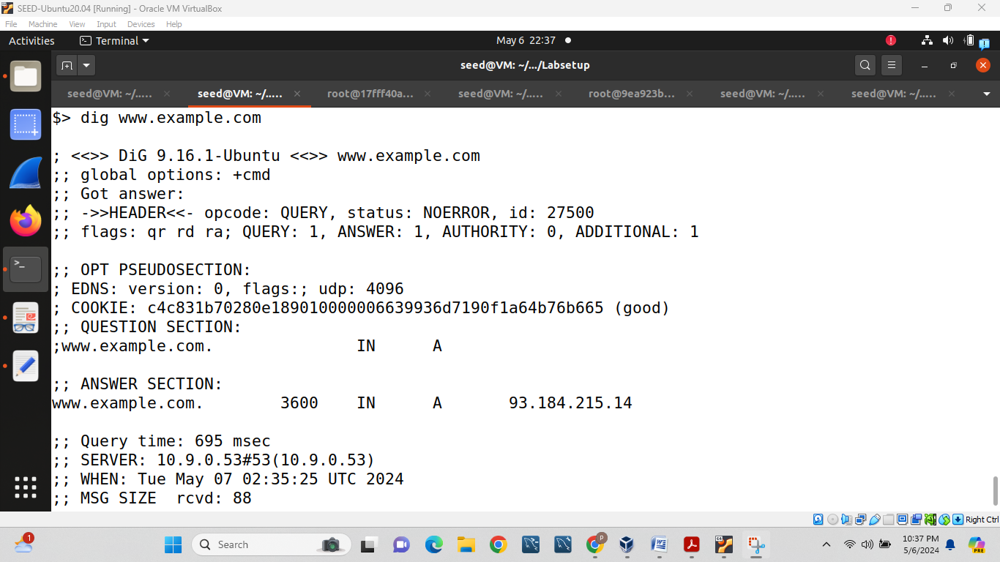 SEED-Ubuntu20.04 [Running] - Oracle VM VirtualBox
File Machine View Input Devices Help
Activities Terminal May 6 22:37
seed@VM: ~/.../Labsetup
seed@VM: ~/..... seed@VM: ~/..... root@17fff40a... seed@VM: ~/..... root@9ea923b... seed@VM: ~/..... seed@VM: ~/.....
$> dig www.example.com
; <<>> DiG 9.16.1-Ubuntu <<>> www.example.com
;; global options: +cmd
;; Got answer:
;; ->>HEADER<<- opcode: QUERY, status: NOERROR, id: 27500
;; flags: qr rd ra; QUERY: 1, ANSWER: 1, AUTHORITY: 0, ADDITIONAL: 1
;; OPT PSEUDOSECTION:
; EDNS: version: 0, flags:; udp: 4096
; COOKIE: c4c831b70280e189010000006639936d7190f1a64b76b665 (good)
;; QUESTION SECTION:
;www.example.com. IN A
;; ANSWER SECTION:
www.example.com. 3600 IN A 93.184.215.14
;; Query time: 695 msec
;; SERVER: 10.9.0.53#53(10.9.0.53)
;; WHEN: Tue May 07 02:35:25 UTC 2024
;; MSG SIZE rcvd: 88
Right Ctrl
1
Search
P
64
W
PRE
10:37 PM
5/6/2024